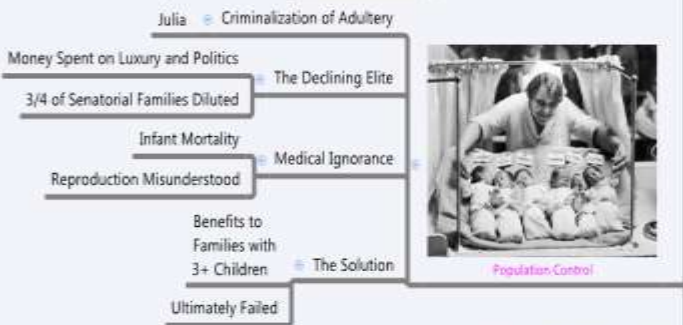 Julia
Criminalization of Adultery
Money Spent on Luxury and Politics
3/4 of Senatorial Families Diluted
The Declining Elite
Infant Mortality
Reproduction Misunderstood
Medical Ignorance
Benefits to
Families with
3+ Children
Ultimately Failed
The Solution
Population Control